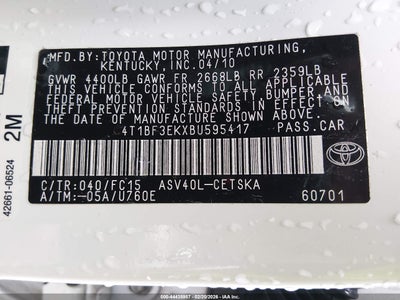 MFD.BY:TOYOTA MOTOR MANUFACTURING,
KENTUCKY,INC.04/10
GVWR 4400LB GAWR FR 2668LB RR 2359LB
THIS VEHICLE CONFORMS TO ALL APPLICABLE
FEDERAL MOTOR VEHICLE SAFETY, BUMPER, AND
THEFT PREVENTION STANDARDS IN EFFECT ON
THE DATE OF MANUFACTURE SHOWN ABOVE.
4T1BF3EKXBU595417 PASS.CAR
C/TR:040/FC15 ASV40L-CETSKA
A/TM:-05A/U760E 60701
TOYOTA
42661-06524 2M